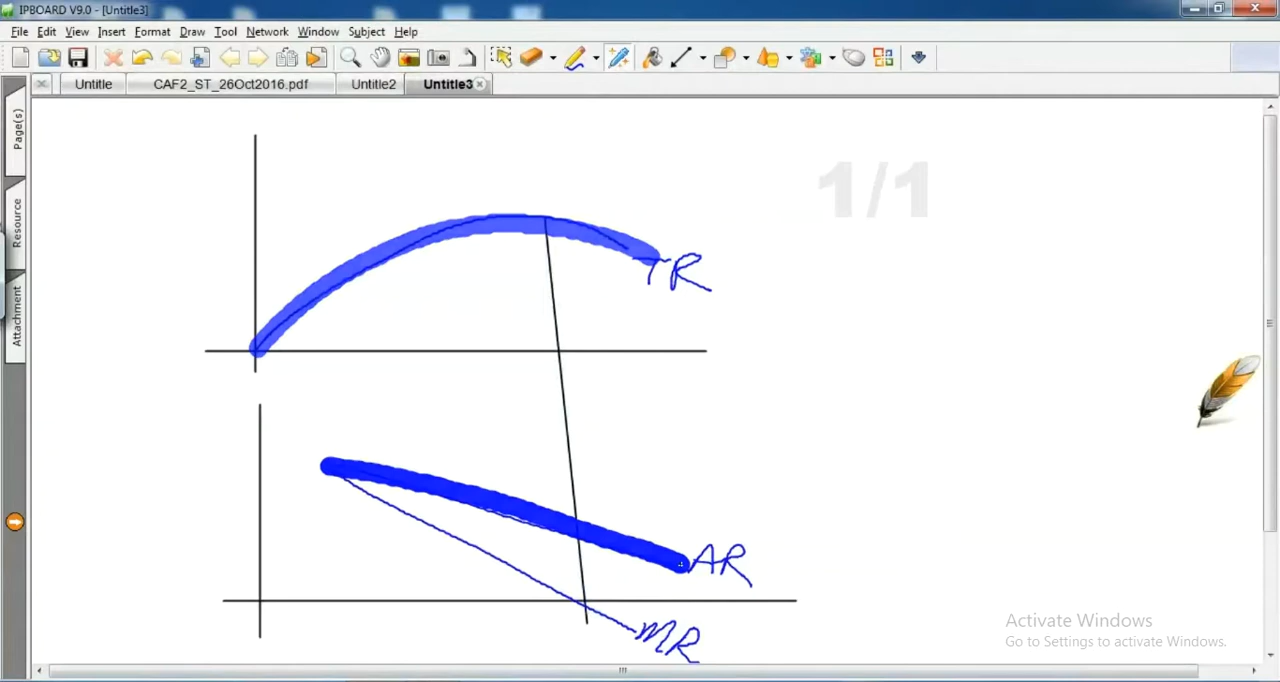 IPBOARD V9.0 - [Untitle3]
File Edit View Insert Format Draw Tool Network Window Subject Help
Untitle CAF2_ST_26Oct2016.pdf Untitle2 Untitle3
Page(s)
Resource
Attachment
1/1
TR
AR
MR
Activate Windows
Go to Settings to activate Windows.